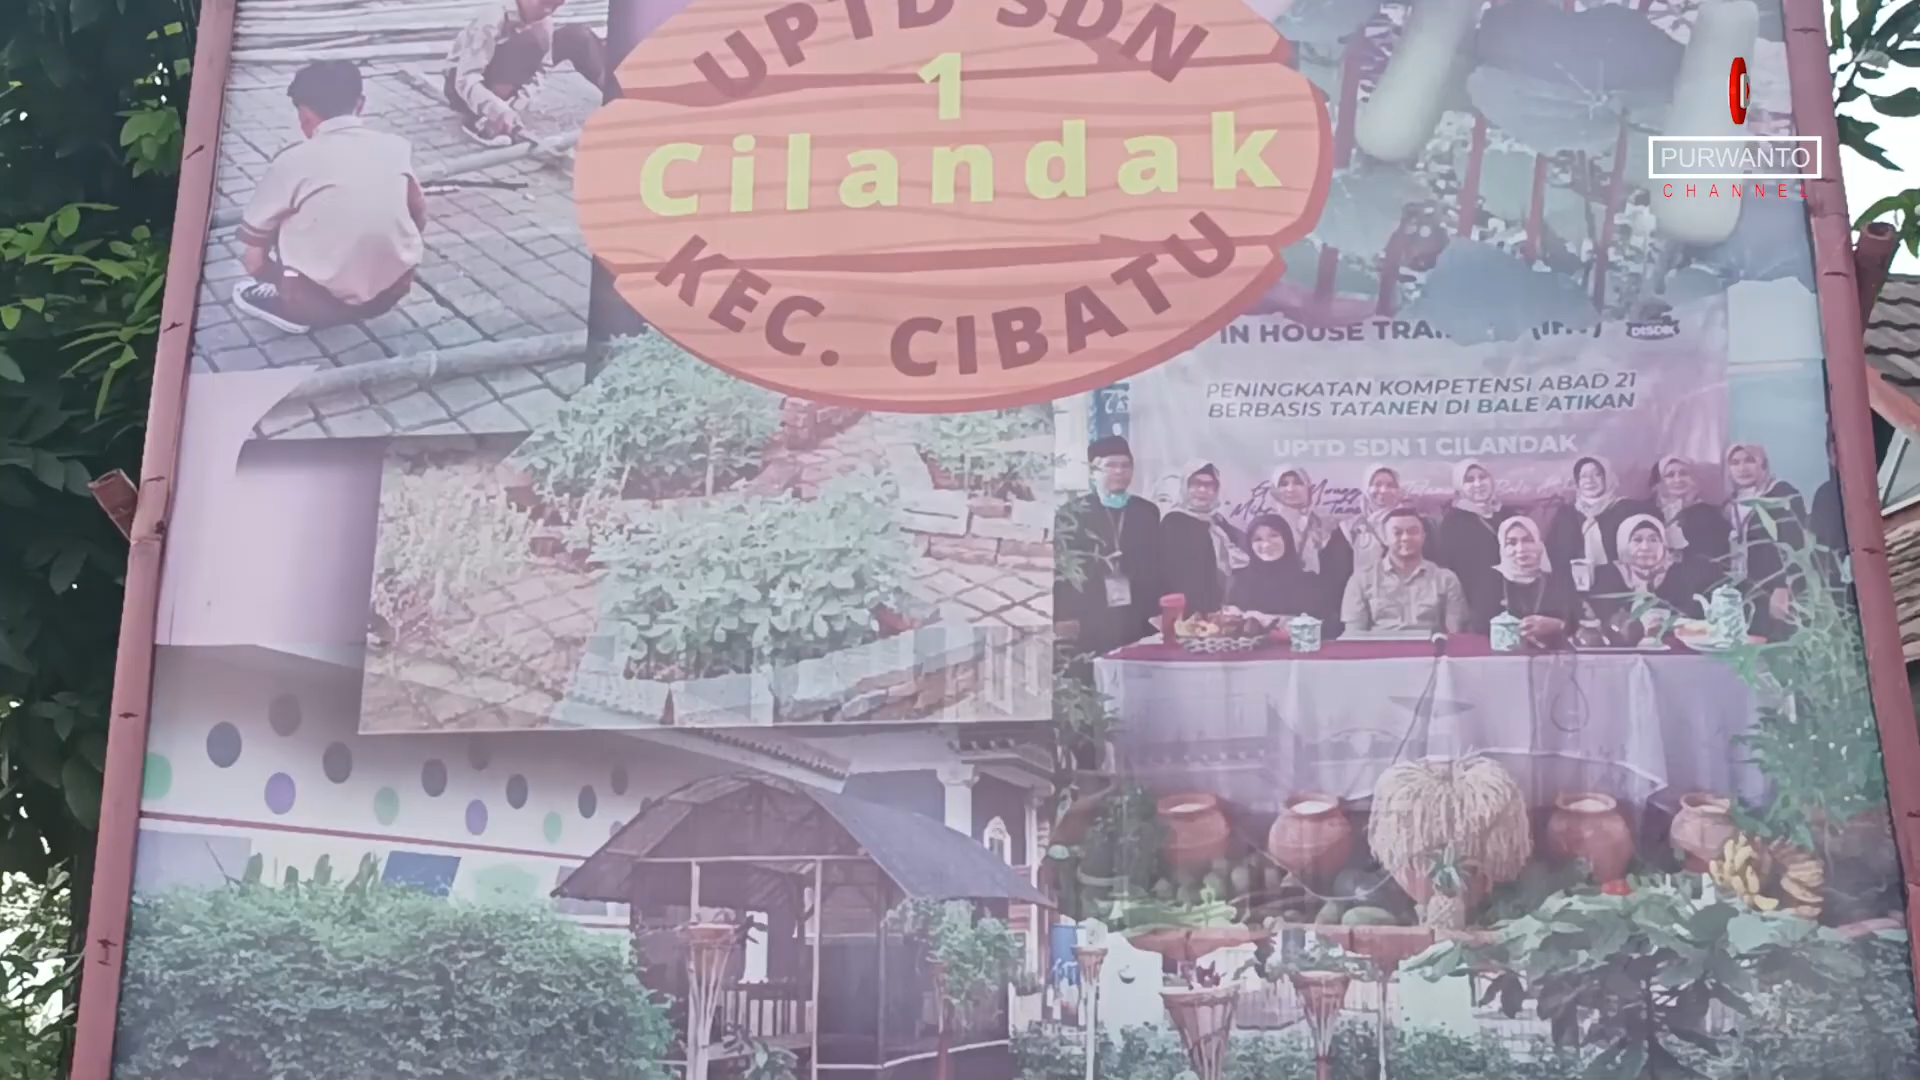 UPTD SDN
1
Cilandak
KEC. CIBATU
PURWANTO
CHANNEL
IN HOUSE
DISDIK
PENINGKATAN KOMPETENSI ABAD 21
BERBASIS TATANEN DI BALE ATIKAN
UPTD SDN 1 CILANDAK